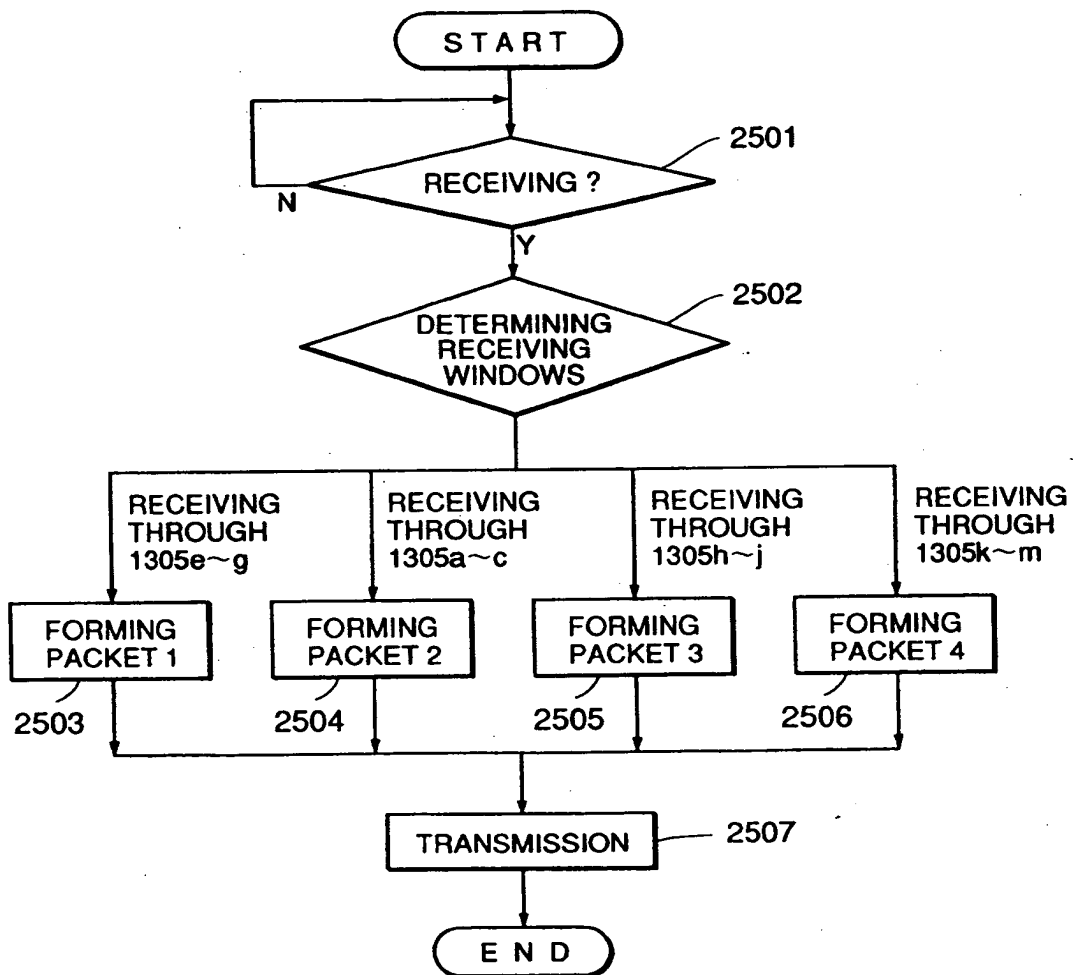 START
2501
RECEIVING ?
N
Y
2502
DETERMINING
RECEIVING
WINDOWS
RECEIVING
THROUGH
1305e~g
RECEIVING
THROUGH
1305a~c
RECEIVING
THROUGH
1305h~j
RECEIVING
THROUGH
1305k~m
FORMING
PACKET 1
FORMING
PACKET 2
FORMING
PACKET 3
FORMING
PACKET 4
2503
2504
2505
2506
TRANSMISSION
2507
END